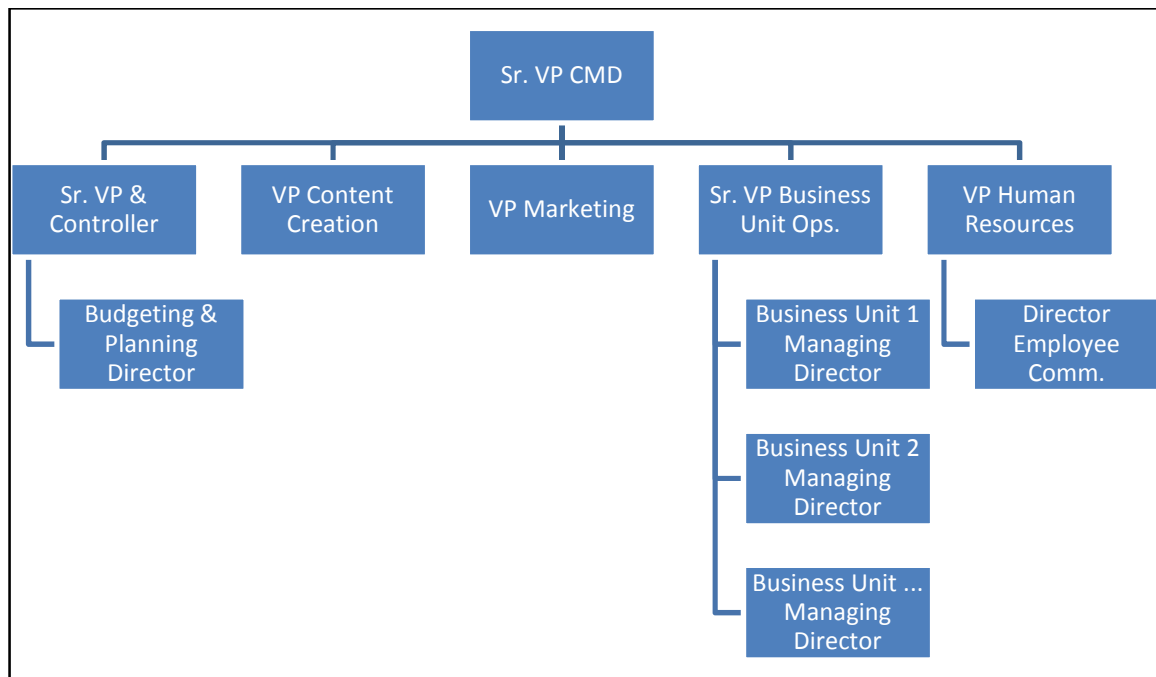 Sr. VP CMD
Sr. VP &
Controller
VP Content
Creation
VP Marketing
Sr. VP Business
Unit Ops.
VP Human
Resources
Budgeting &
Planning
Director
Business Unit 1
Managing
Director
Director
Employee
Comm.
Business Unit 2
Managing
Director
Business Unit ...
Managing
Director